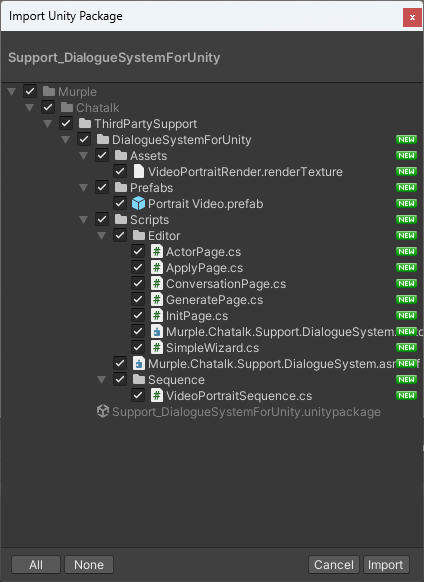 Import Unity Package
x
Support_DialogueSystemForUnity
Murple
Chatalk
ThirdPartySupport
DialogueSystemForUnity NEW
Assets NEW
VideoPortraitRender.renderTexture NEW
Prefabs NEW
Portrait Video.prefab NEW
Scripts NEW
Editor NEW
ActorPage.cs NEW
ApplyPage.cs NEW
ConversationPage.cs NEW
GeneratePage.cs NEW
InitPage.cs NEW
Murple.Chatalk.Support.DialogueSystem. NEW
SimpleWizard.cs NEW
Murple.Chatalk.Support.DialogueSystem. NEW
Sequence NEW
VideoPortraitSequence.cs NEW
Support_DialogueSystemForUnity.unitypackage
All None Cancel Import